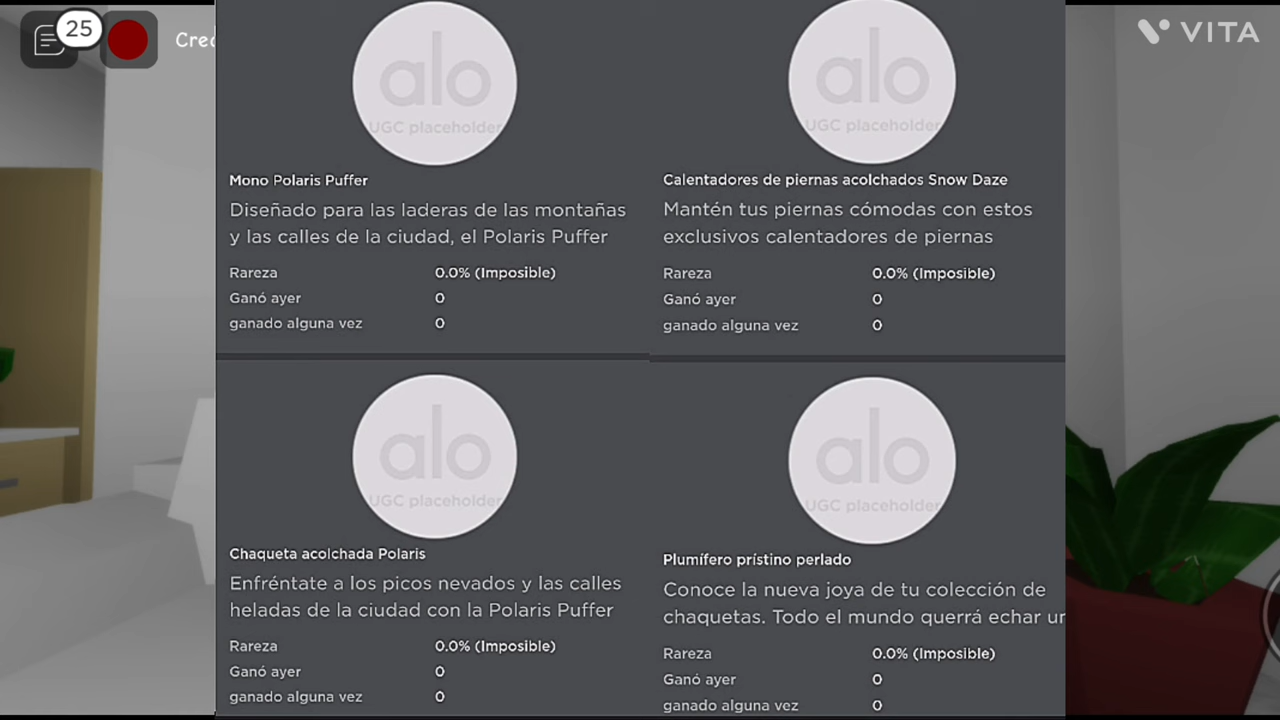 25
VITA
alo
UGC placeholder
Mono Polaris Puffer
Diseñado para las laderas de las montañas
y las calles de la ciudad, el Polaris Puffer
Rareza 0.0% (Imposible)
Ganó ayer 0
ganado alguna vez 0
alo
UGC placeholder
Calentadores de piernas acolchados Snow Daze
Mantén tus piernas cómodas con estos
exclusivos calentadores de piernas
Rareza 0.0% (Imposible)
Ganó ayer 0
ganado alguna vez 0
alo
UGC placeholder
Chaqueta acolchada Polaris
Enfréntate a los picos nevados y las calles
heladas de la ciudad con la Polaris Puffer
Rareza 0.0% (Imposible)
Ganó ayer 0
ganado alguna vez 0
alo
UGC placeholder
Plumífero prístino perlado
Conoce la nueva joya de tu colección de
chaquetas. Todo el mundo querrá echar
Rareza 0.0% (Imposible)
Ganó ayer 0
ganado alguna vez 0